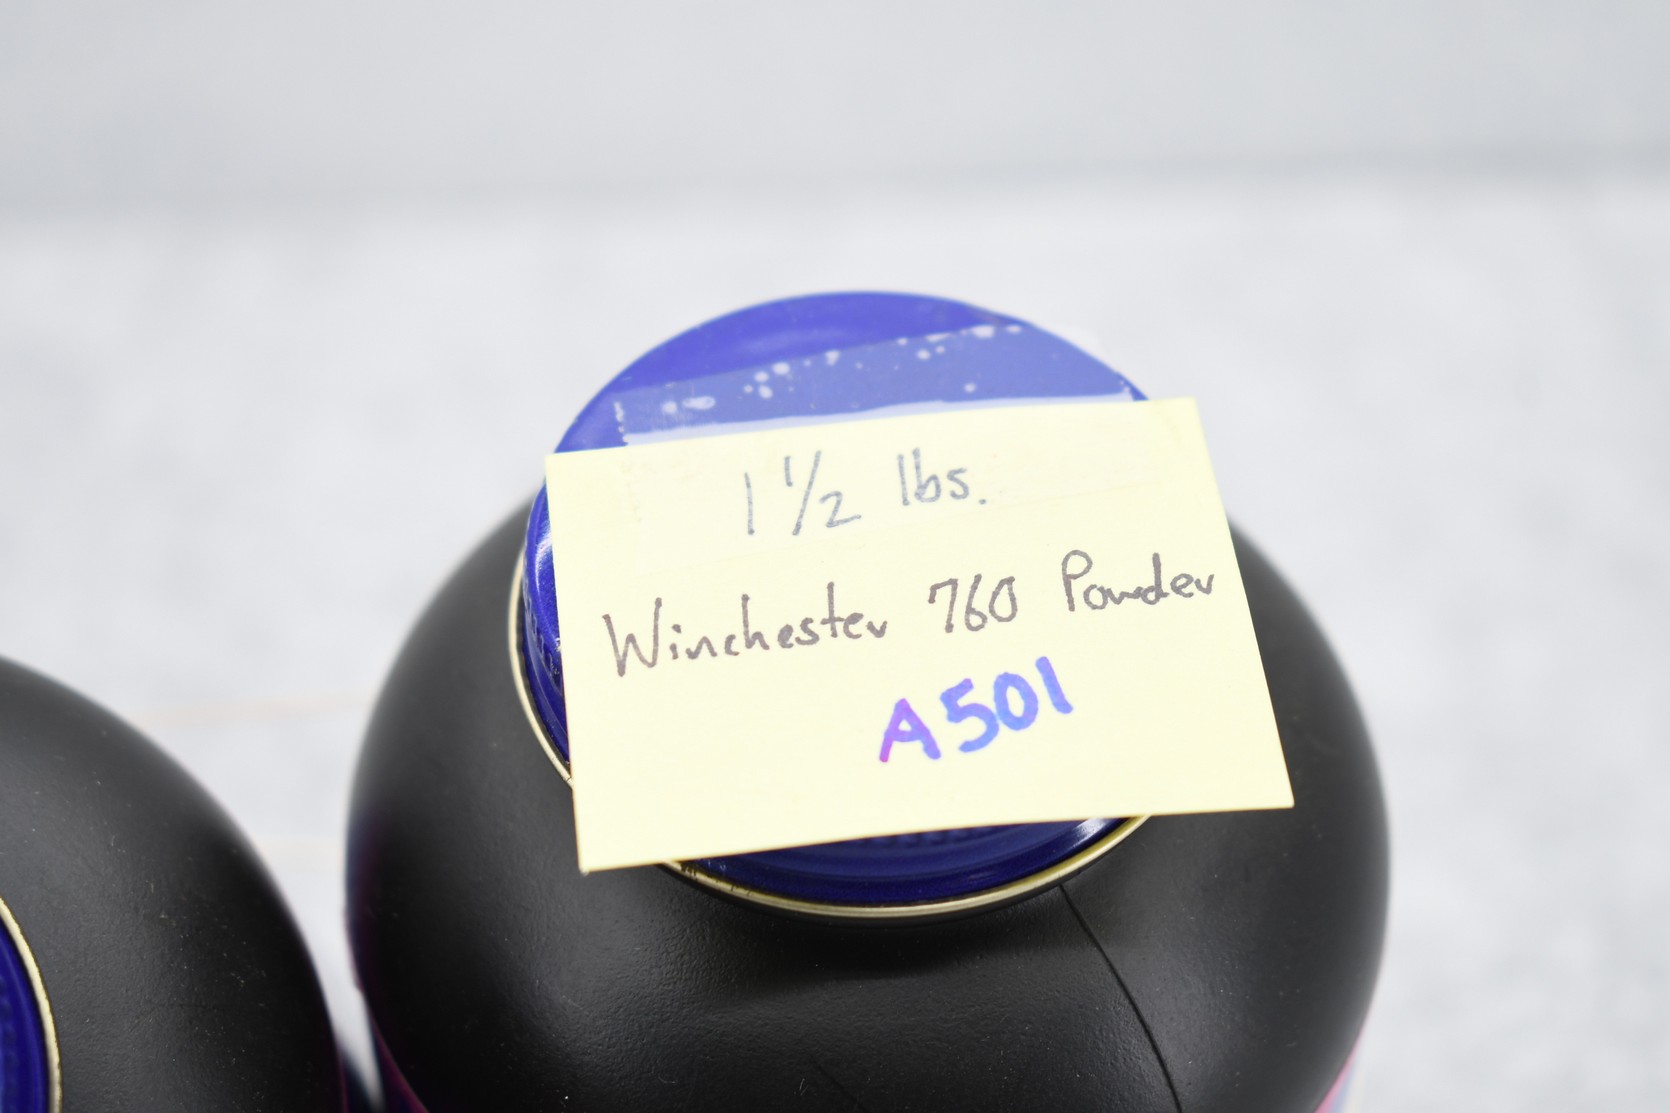 1 1/2 lbs.
Winchester 760 Powder
A501